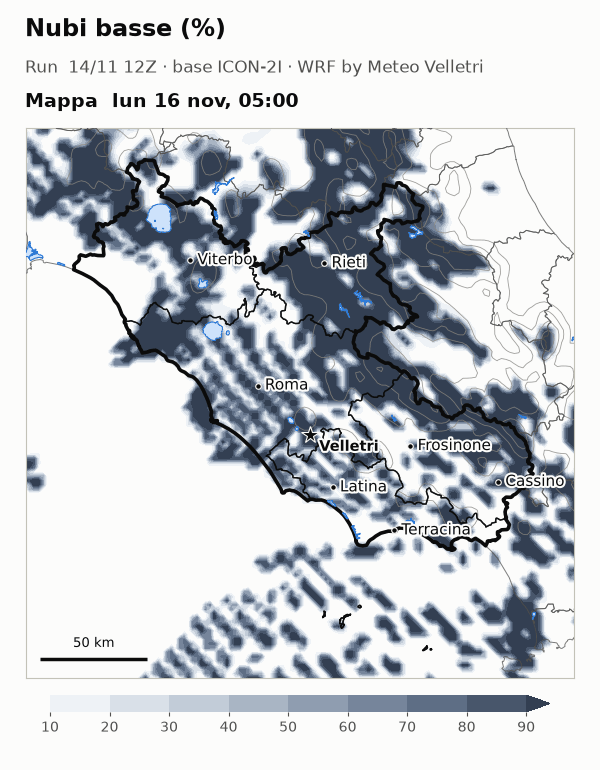 Nubi basse (%)
Run  14/11 12Z · base ICON-2I · WRF by Meteo Velletri
Mappa  lun 16 nov, 05:00
Viterbo
Rieti
Roma
Velletri
Frosinone
Cassino
Latina
Terracina
50 km
10 20 30 40 50 60 70 80 90